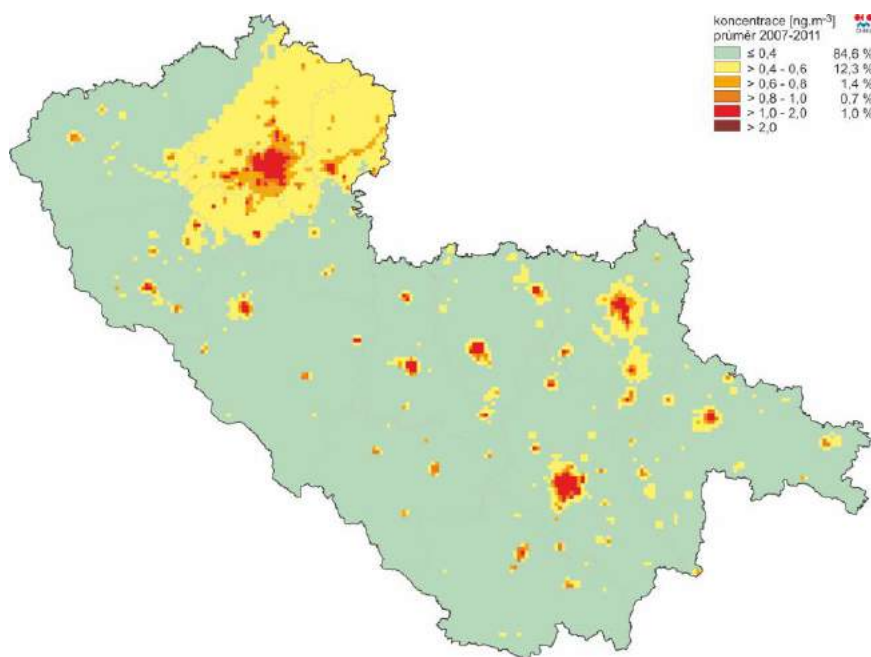 koncentrace [ng.m-³]
průměr 2007-2011
≤ 0,4 84,6 %
> 0,4 - 0,6 12,3 %
> 0,6 - 0,8 1,4 %
> 0,8 - 1,0 0,7 %
> 1,0 - 2,0 1,0 %
> 2,0